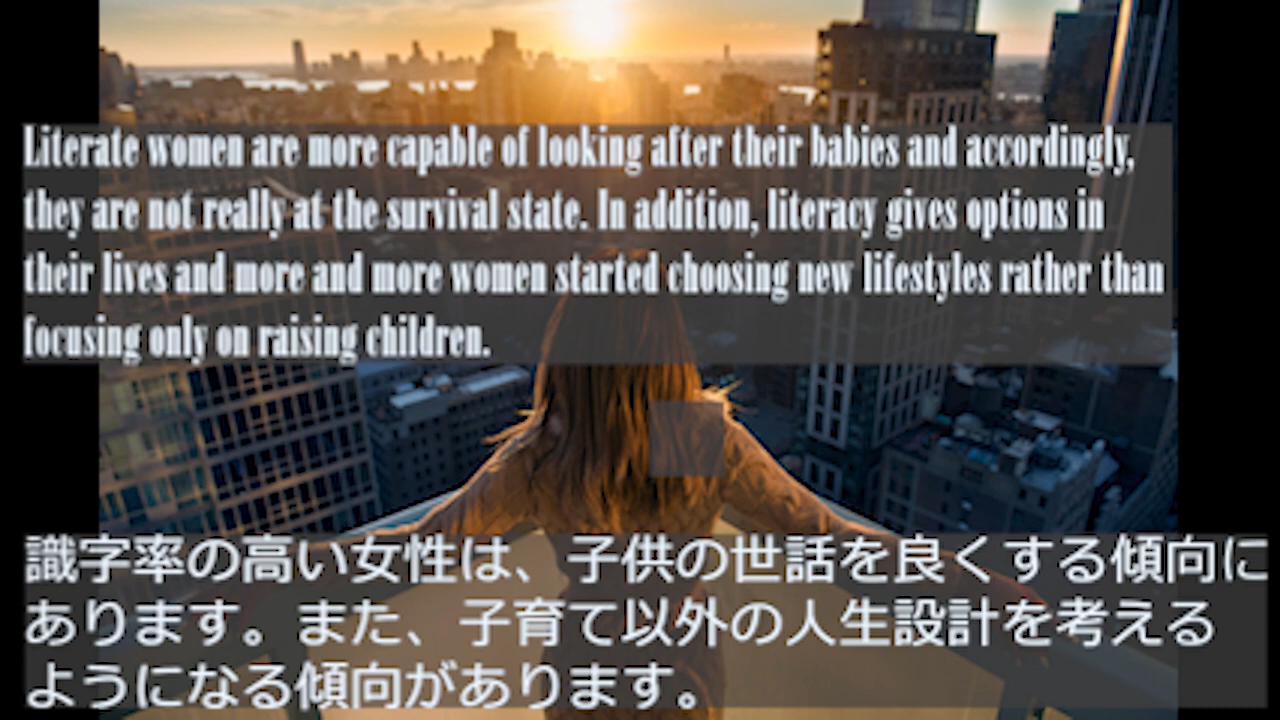 Literate women are more capable of looking after their babies and accordingly,
they are not really at the survival state. In addition, literacy gives options in
their lives and more and more women started choosing new lifestyles rather than
focusing only on raising children.
識字率の高い女性は、子供の世話を良くする傾向に
あります。また、子育て以外の人生設計を考える
ようになる傾向があります。